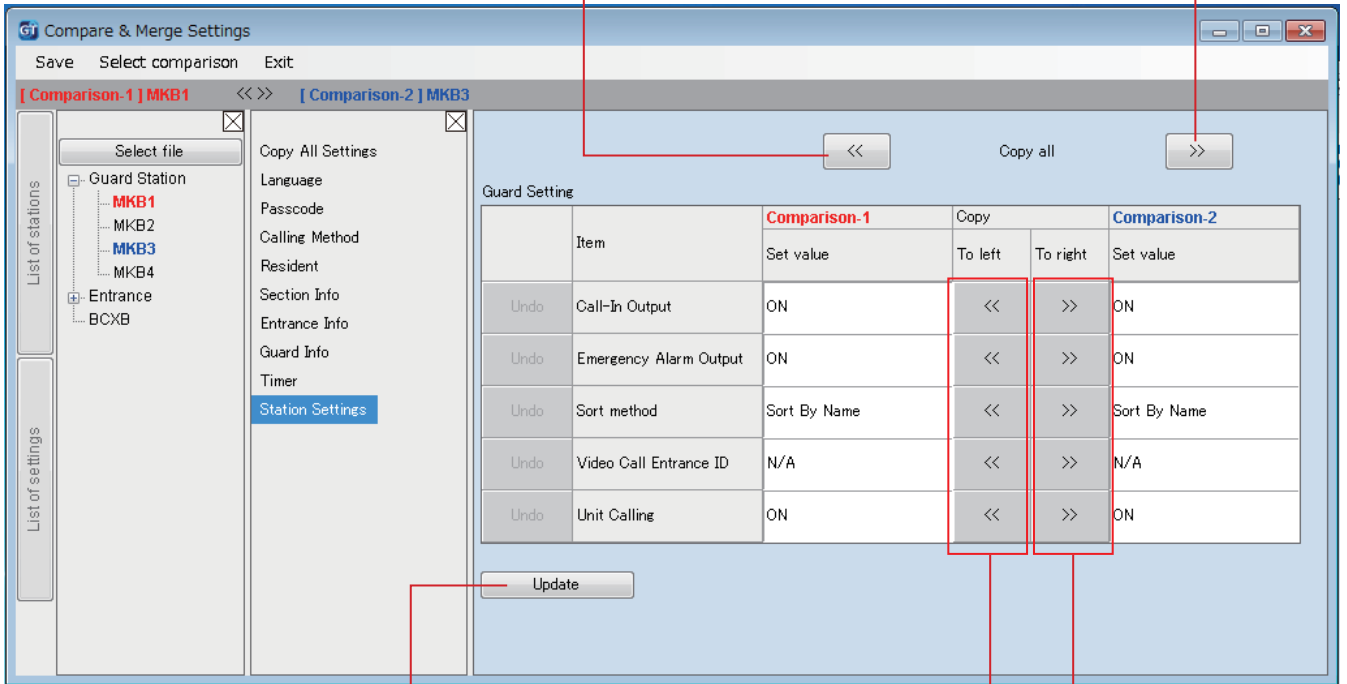 GT Compare & Merge Settings
Save Select comparison Exit
[ Comparison-1 ] MKB1 << >> [ Comparison-2 ] MKB3
List of stations
List of settings
Select file
Guard Station
MKB1
MKB2
MKB3
MKB4
Entrance
BCXB
Copy All Settings
Language
Passcode
Calling Method
Resident
Section Info
Entrance Info
Guard Info
Timer
Station Settings
<< Copy all >>
Guard Setting
Item Comparison-1 Copy Comparison-2
Set value To left To right Set value
Undo Call-In Output ON << >> ON
Undo Emergency Alarm Output ON << >> ON
Undo Sort method Sort By Name << >> Sort By Name
Undo Video Call Entrance ID N/A << >> N/A
Undo Unit Calling ON << >> ON
Update